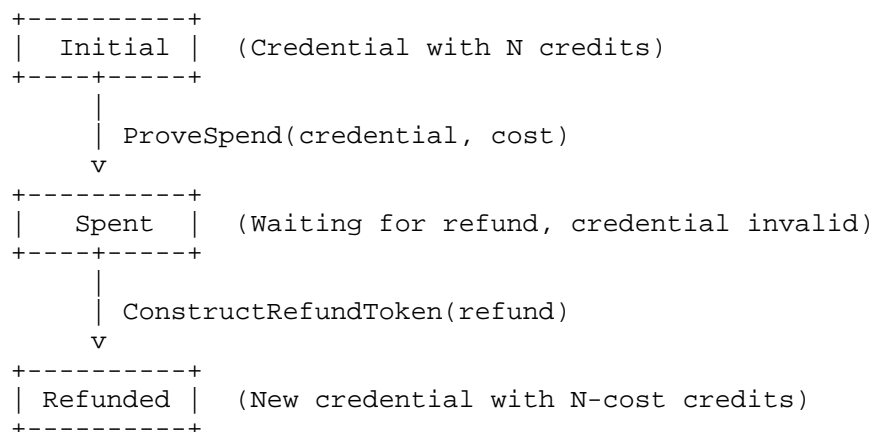 +----------+
|  Initial |  (Credential with N credits)
+----+-----+
     |
     | ProveSpend(credential, cost)
     v
+----------+
|   Spent  |  (Waiting for refund, credential invalid)
+----+-----+
     |
     | ConstructRefundToken(refund)
     v
+----------+
| Refunded |  (New credential with N-cost credits)
+----------+